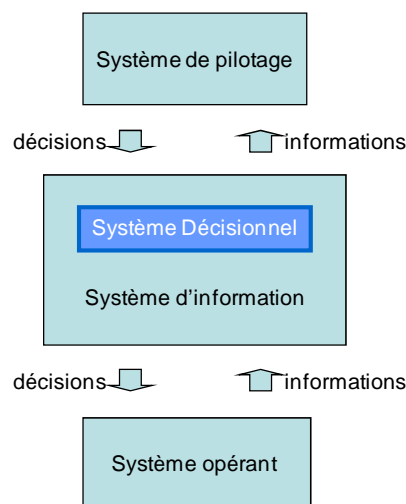 Système de pilotage
décisions
informations
Système Décisionnel
Système d’information
décisions
informations
Système opérant